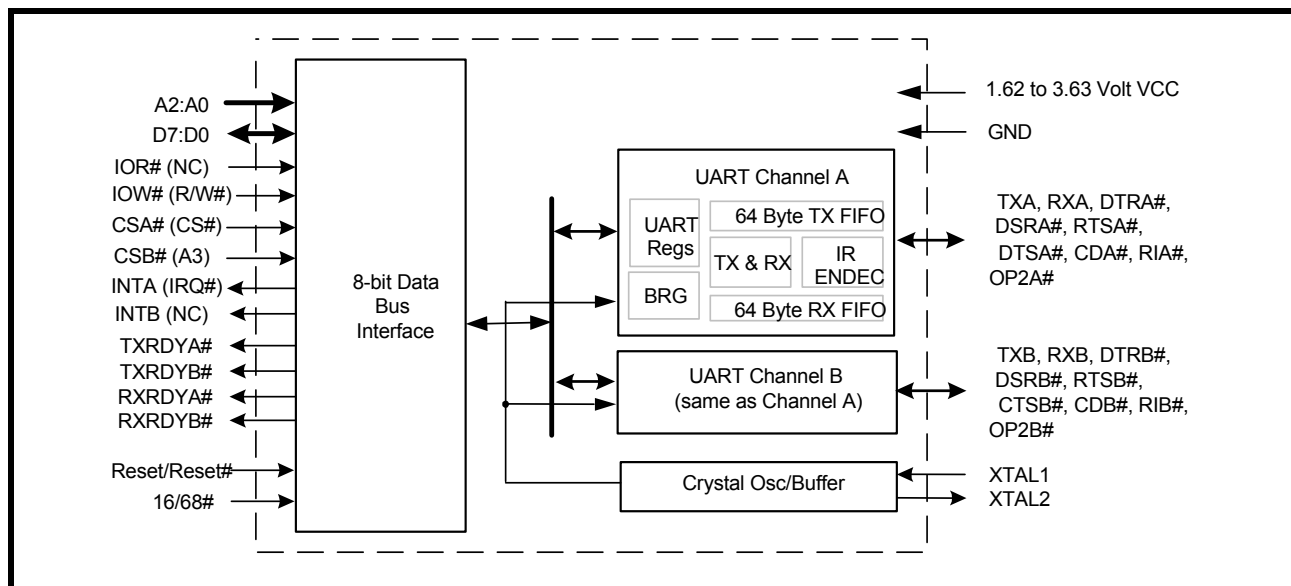 A2:A0
D7:D0
IOR# (NC)
IOW# (R/W#)
CSA# (CS#)
CSB# (A3)
INTA (IRQ#)
INTB (NC)
TXRDYA#
TXRDYB#
RXRDYA#
RXRDYB#
Reset/Reset#
16/68#
8-bit Data
Bus
Interface
UART Channel A
UART
Regs
BRG
64 Byte TX FIFO
TX & RX
IR
ENDEC
64 Byte RX FIFO
UART Channel B
(same as Channel A)
Crystal Osc/Buffer
1.62 to 3.63 Volt VCC
GND
TXA, RXA, DTRA#,
DSRA#, RTSA#,
DTSA#, CDA#, RIA#,
OP2A#
TXB, RXB, DTRB#,
DSRB#, RTSB#,
CTSB#, CDB#, RIB#,
OP2B#
XTAL1
XTAL2